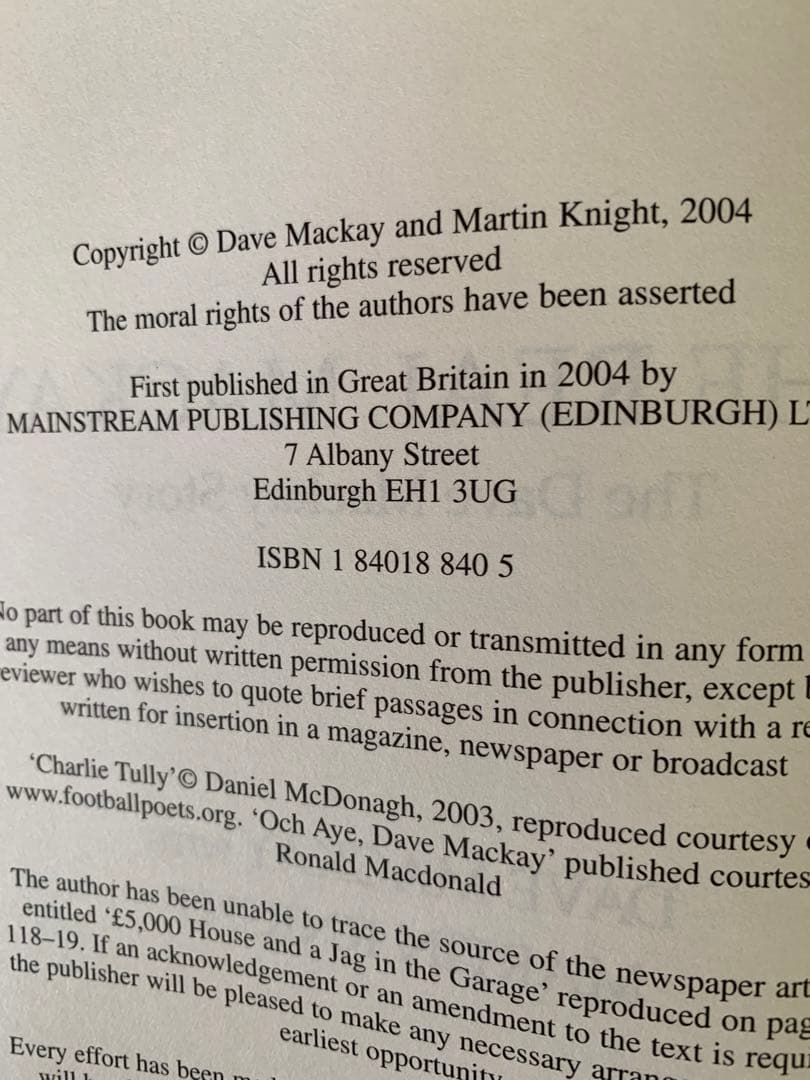 Copyright © Dave Mackay and Martin Knight, 2004
All rights reserved
The moral rights of the authors have been asserted
First published in Great Britain in 2004 by
MAINSTREAM PUBLISHING COMPANY (EDINBURGH) LT
7 Albany Street
Edinburgh EH1 3UG
ISBN 1 84018 840 5
No part of this book may be reproduced or transmitted in any form
any means without written permission from the publisher, except b
eviewer who wishes to quote brief passages in connection with a re
written for insertion in a magazine, newspaper or broadcast
‘Charlie Tully’© Daniel McDonagh, 2003, reproduced courtesy
www.footballpoets.org. ‘Och Aye, Dave Mackay’ published courtes
Ronald Macdonald
The author has been unable to trace the source of the newspaper art
entitled ‘£5,000 House and a Jag in the Garage’ reproduced on pag
118–19. If an acknowledgement or an amendment to the text is requi
the publisher will be pleased to make any necessary arran
earliest opportunity
Every effort has been
will